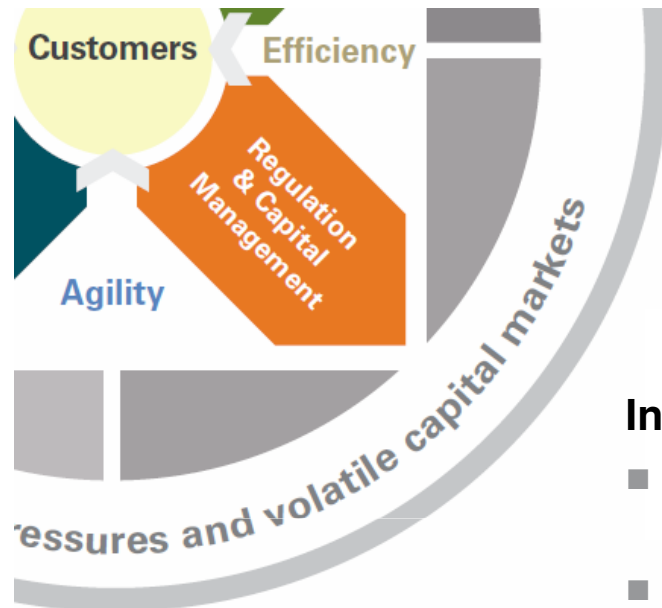 Customers
Efficiency
Regulation
& Capital
Management
Agility
ressures and volatile capital markets
In